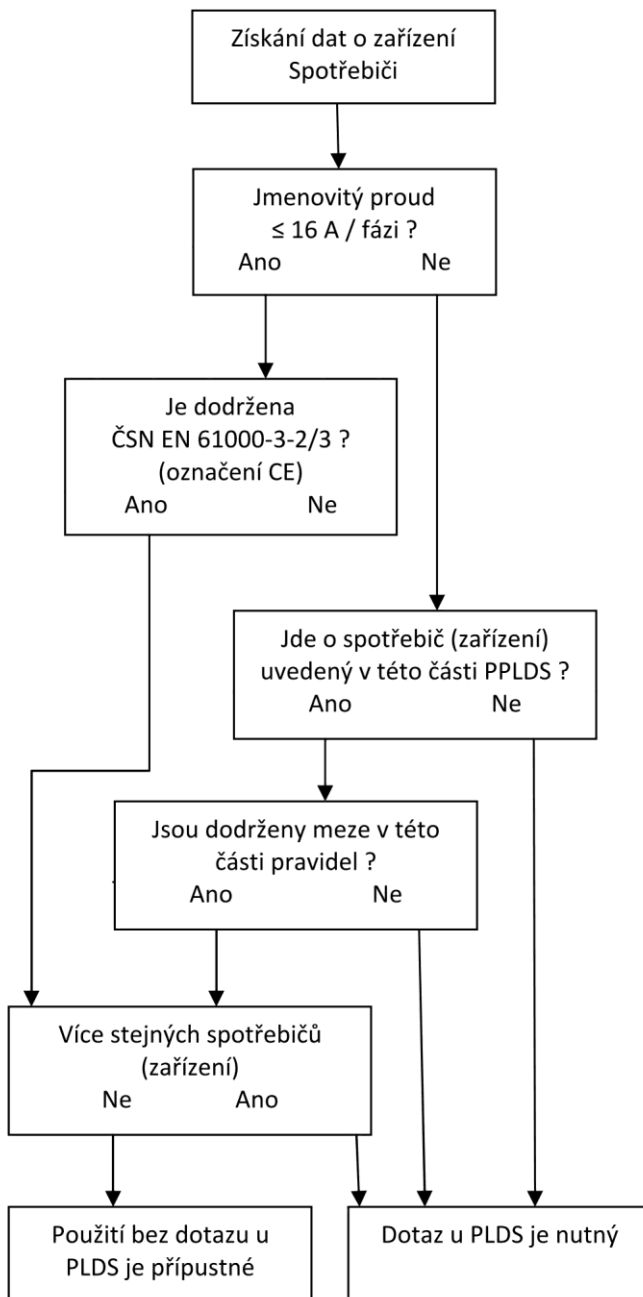 Získání dat o zařízení
Spotřebiči
Jmenovitý proud
≤ 16 A / fázi ?
Ano Ne
Je dodržena
ČSN EN 61000-3-2/3 ?
(označení CE)
Ano Ne
Jde o spotřebič (zařízení)
uvedený v této části PPLDS ?
Ano Ne
Jsou dodrženy meze v této
části pravidel ?
Ano Ne
Více stejných spotřebičů
(zařízení)
Ne Ano
Použití bez dotazu u
PLDS je přípustné
Dotaz u PLDS je nutný